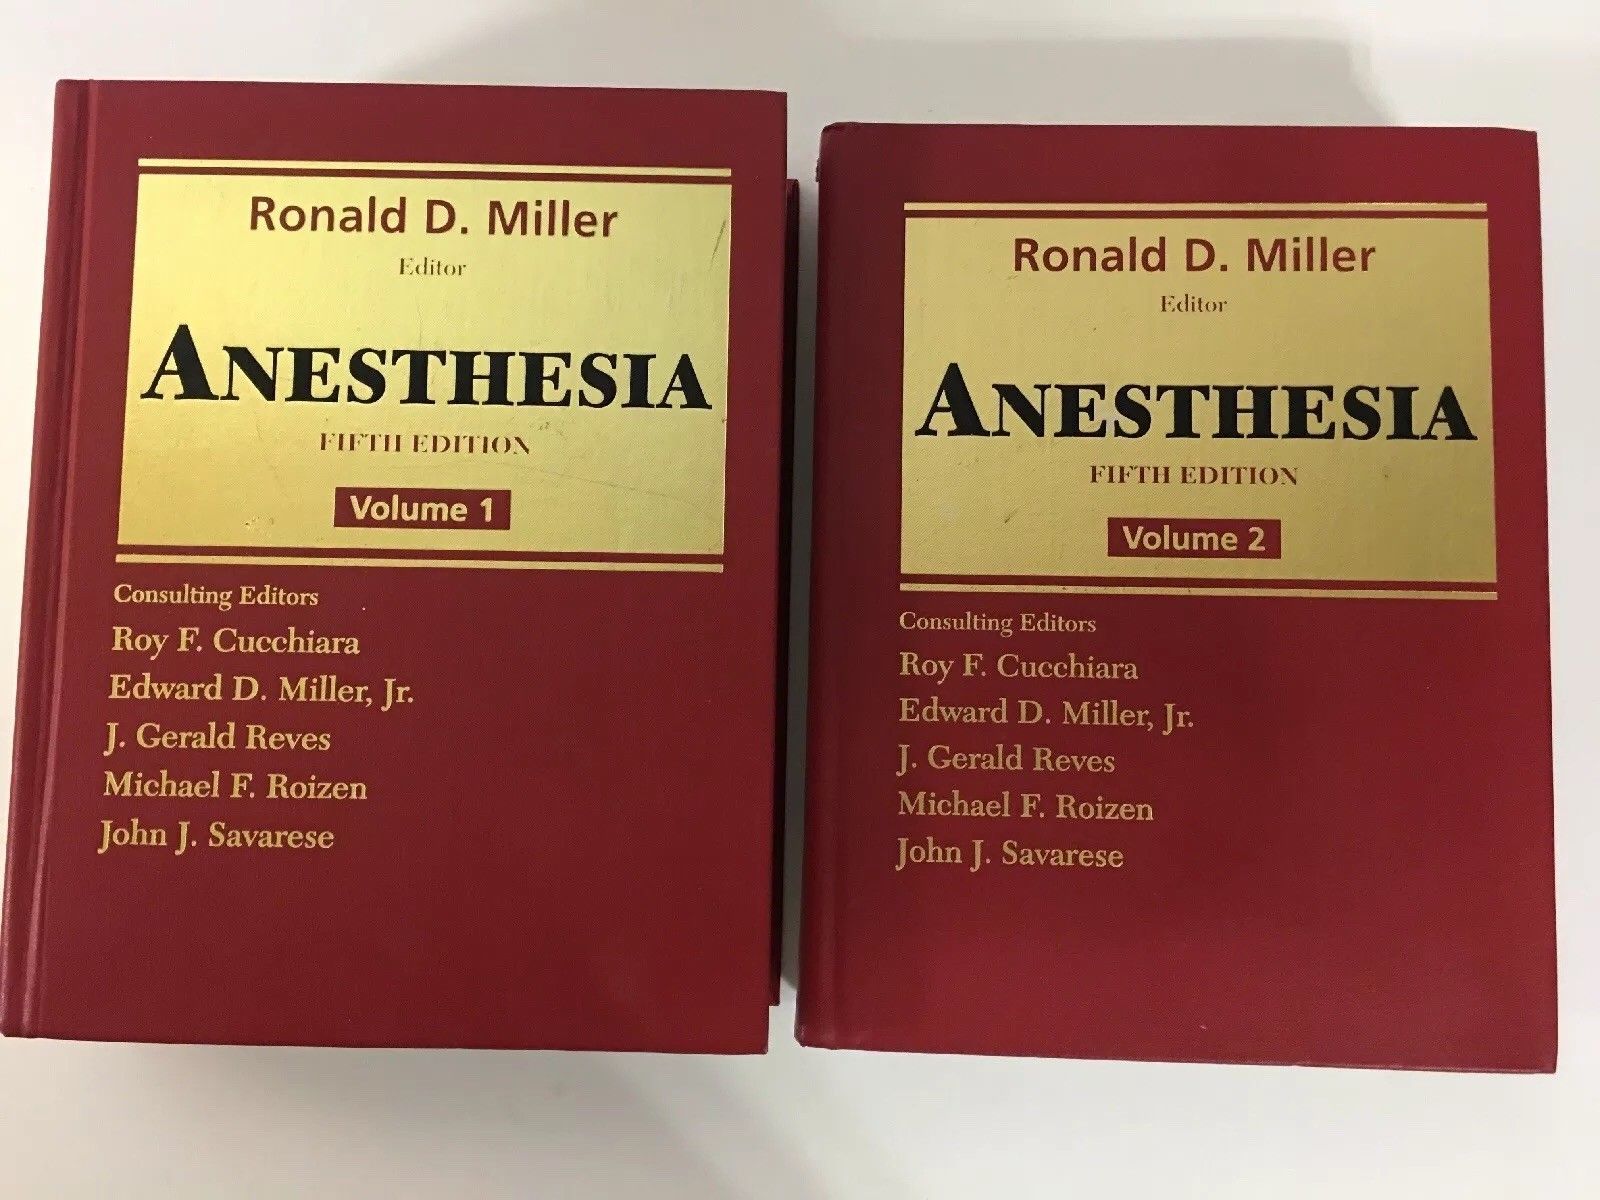 Ronald D. Miller
Editor
ANESTHESIA
FIFTH EDITION
Volume 1
Consulting Editors
Roy F. Cucchiara
Edward D. Miller, Jr.
J. Gerald Reves
Michael F. Roizen
John J. Savarese
Ronald D. Miller
Editor
ANESTHESIA
FIFTH EDITION
Volume 2
Consulting Editors
Roy F. Cucchiara
Edward D. Miller, Jr.
J. Gerald Reves
Michael F. Roizen
John J. Savarese